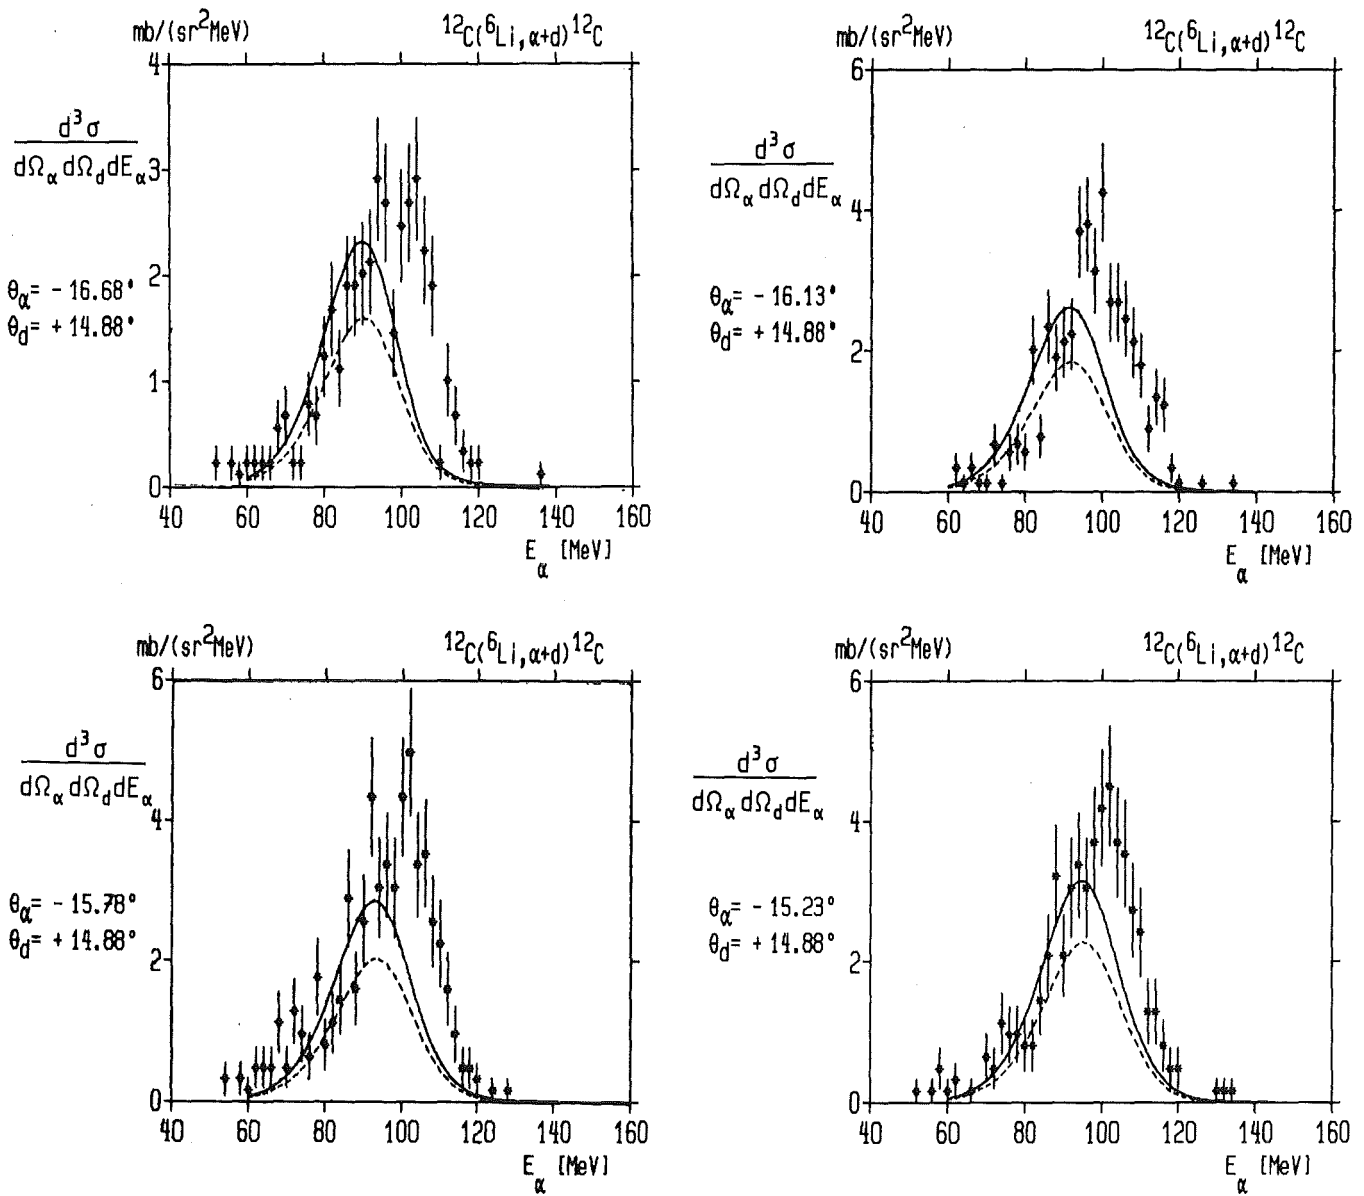 mb/(sr²MeV) ¹²C(⁶Li,α+d)¹²C
4
d³σ
dΩα dΩd dEα
3
θα= - 16.68°
θd= + 14.88°
2
1
0
40 60 80 100 120 140 160
Eα [MeV]
mb/(sr²MeV) ¹²C(⁶Li,α+d)¹²C
6
d³σ
dΩα dΩd dEα
4
θα= - 16.13°
θd= + 14.88°
2
0
40 60 80 100 120 140 160
Eα [MeV]
mb/(sr²MeV) ¹²C(⁶Li,α+d)¹²C
6
d³σ
dΩα dΩd dEα
4
θα= - 15.78°
θd= + 14.88°
2
0
40 60 80 100 120 140 160
Eα [MeV]
mb/(sr²MeV) ¹²C(⁶Li,α+d)¹²C
6
d³σ
dΩα dΩd dEα
4
θα= - 15.23°
θd= + 14.88°
2
0
40 60 80 100 120 140 160
Eα [MeV]